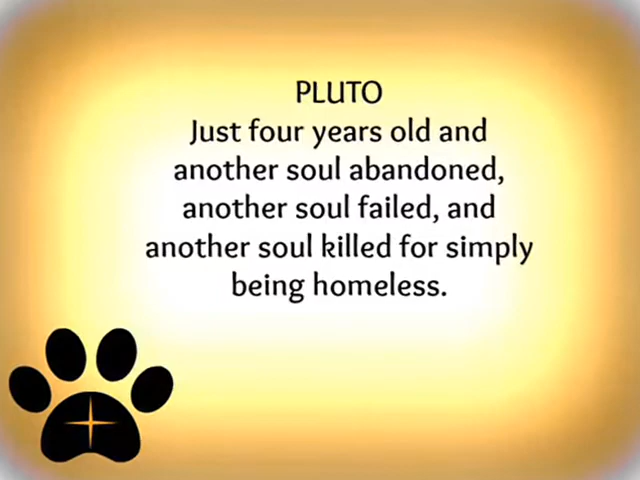 PLUTO
Just four years old and
another soul abandoned,
another soul failed, and
another soul killed for simply
being homeless.